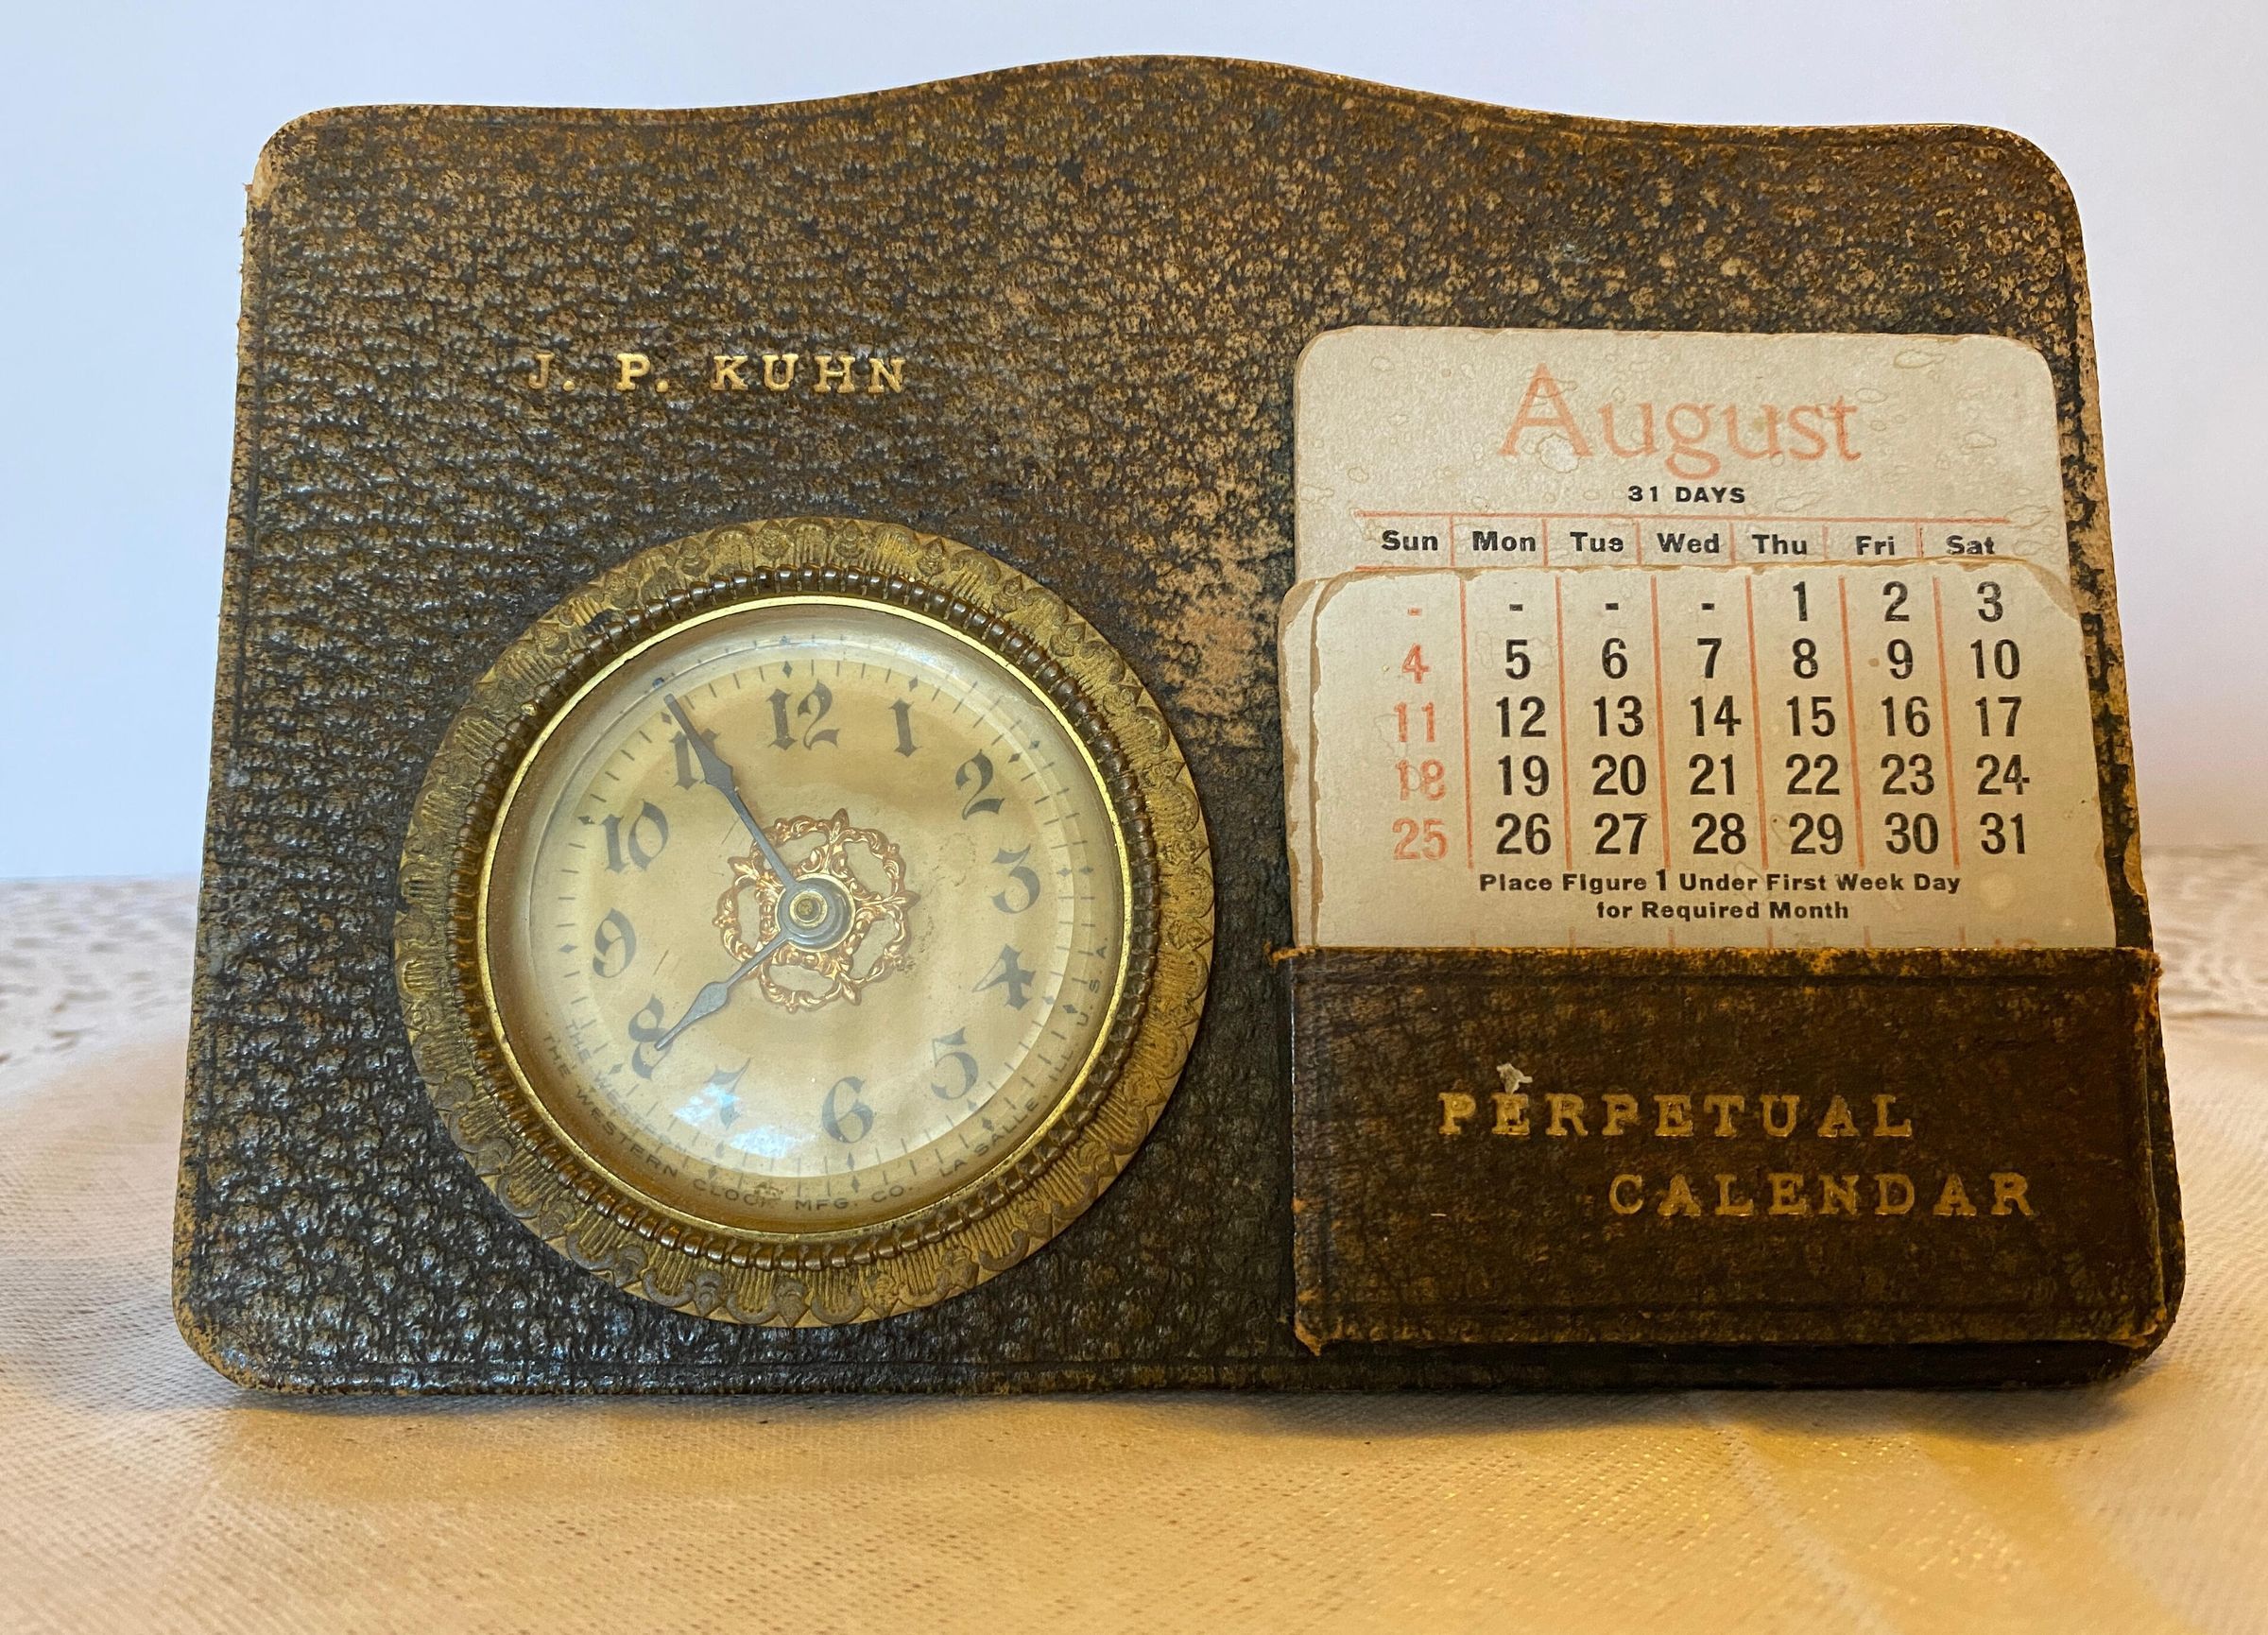 J. P. KUHN
12
1
2
3
4
5
6
7
8
9
10
11
THE WESTERN CLOCK MFG. CO. LA SALLE. ILL. U.S.A.
August
31 DAYS
Sun Mon Tue Wed Thu Fri Sat
- - - - 1 2 3
4 5 6 7 8 9 10
11 12 13 14 15 16 17
18 19 20 21 22 23 24
25 26 27 28 29 30 31
Place Figure 1 Under First Week Day
for Required Month
PERPETUAL
CALENDAR